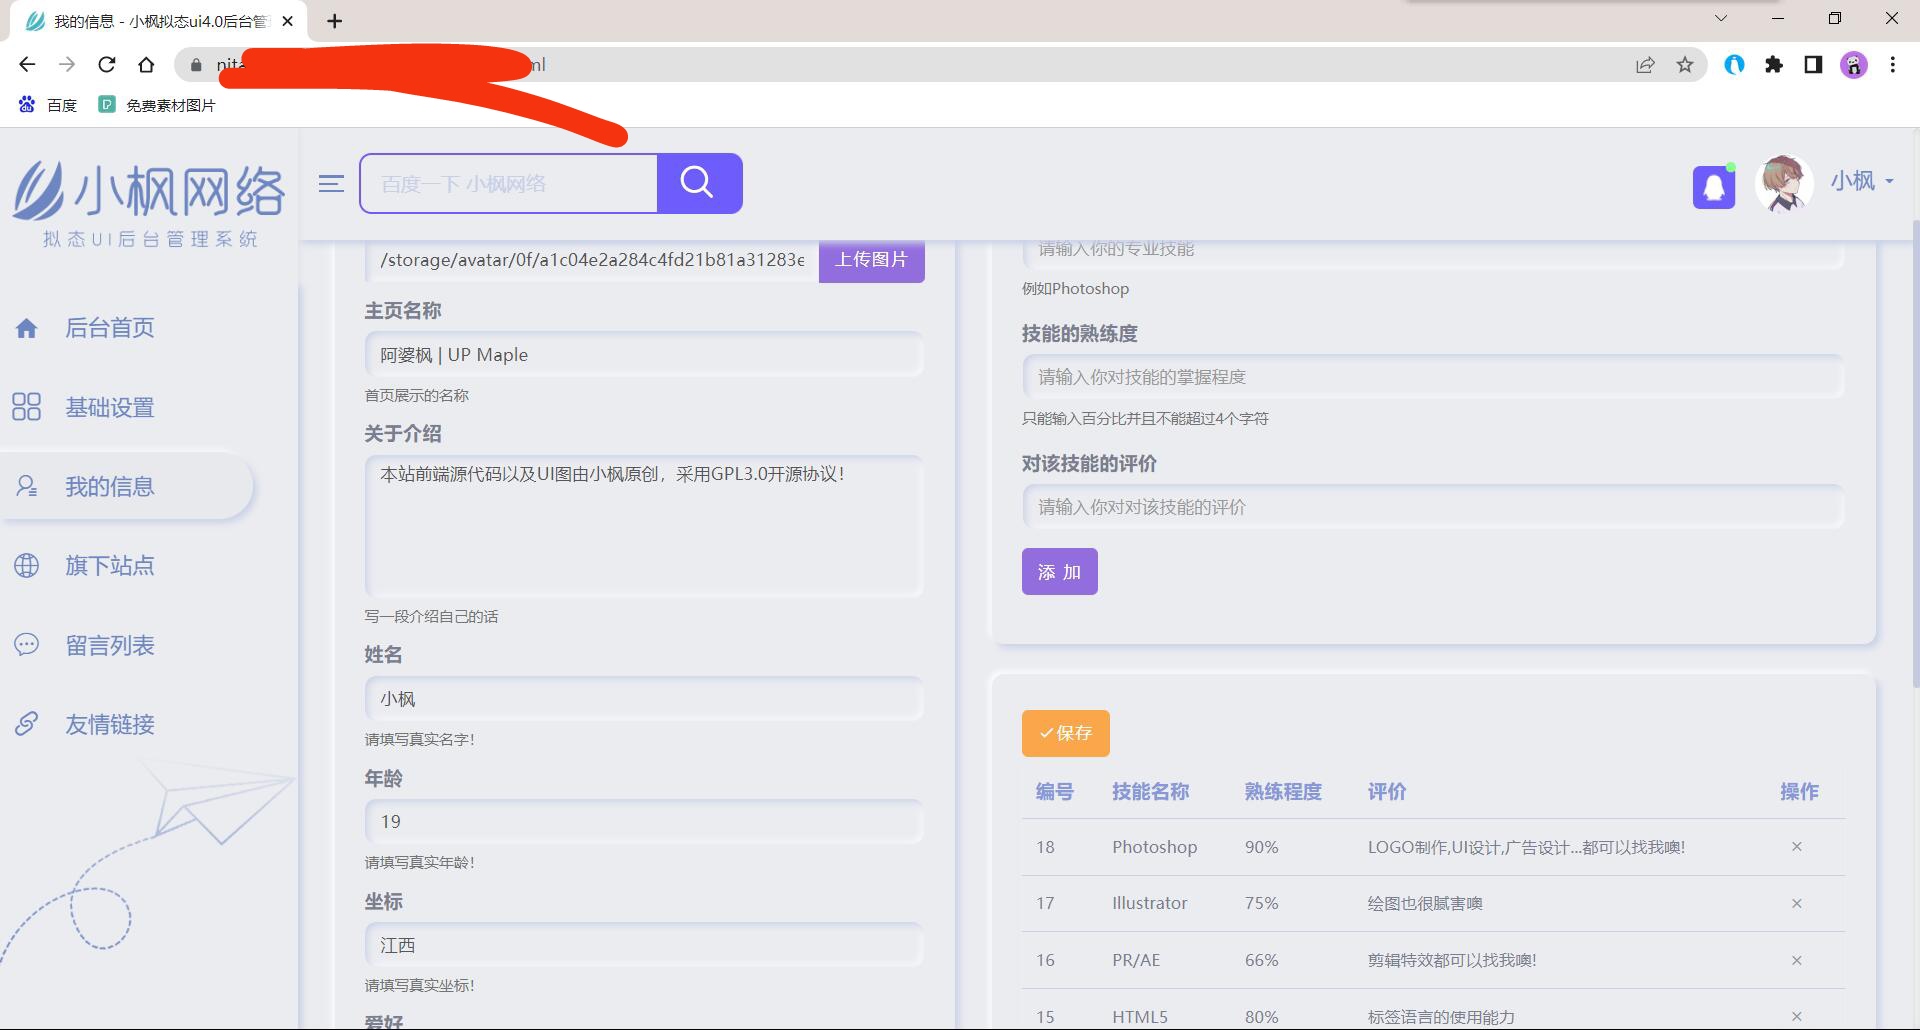 我的信息 - 小枫拟态ui4.0后台管
百度
免费素材图片
小枫网络
拟态UI后台管理系统
百度一下 小枫网络
小枫
后台首页
基础设置
我的信息
旗下站点
留言列表
友情链接
/storage/avatar/0f/a1c04e2a284c4fd21b81a31283e
上传图片
主页名称
阿婆枫 | UP Maple
首页展示的名称
关于介绍
本站前端源代码以及UI图由小枫原创，采用GPL3.0开源协议！
写一段介绍自己的话
姓名
小枫
请填写真实名字！
年龄
19
请填写真实年龄！
坐标
江西
请填写真实坐标！
爱好
请输入你的专业技能
例如Photoshop
技能的熟练度
请输入你对技能的掌握程度
只能输入百分比并且不能超过4个字符
对该技能的评价
请输入你对对该技能的评价
添 加
保存
编号 技能名称 熟练程度 评价 操作
18 Photoshop 90% LOGO制作,UI设计,广告设计...都可以找我噢! ×
17 Illustrator 75% 绘图也很腻害噢 ×
16 PR/AE 66% 剪辑特效都可以找我噢! ×
15 HTML5 80% 标签语言的使用能力 ×